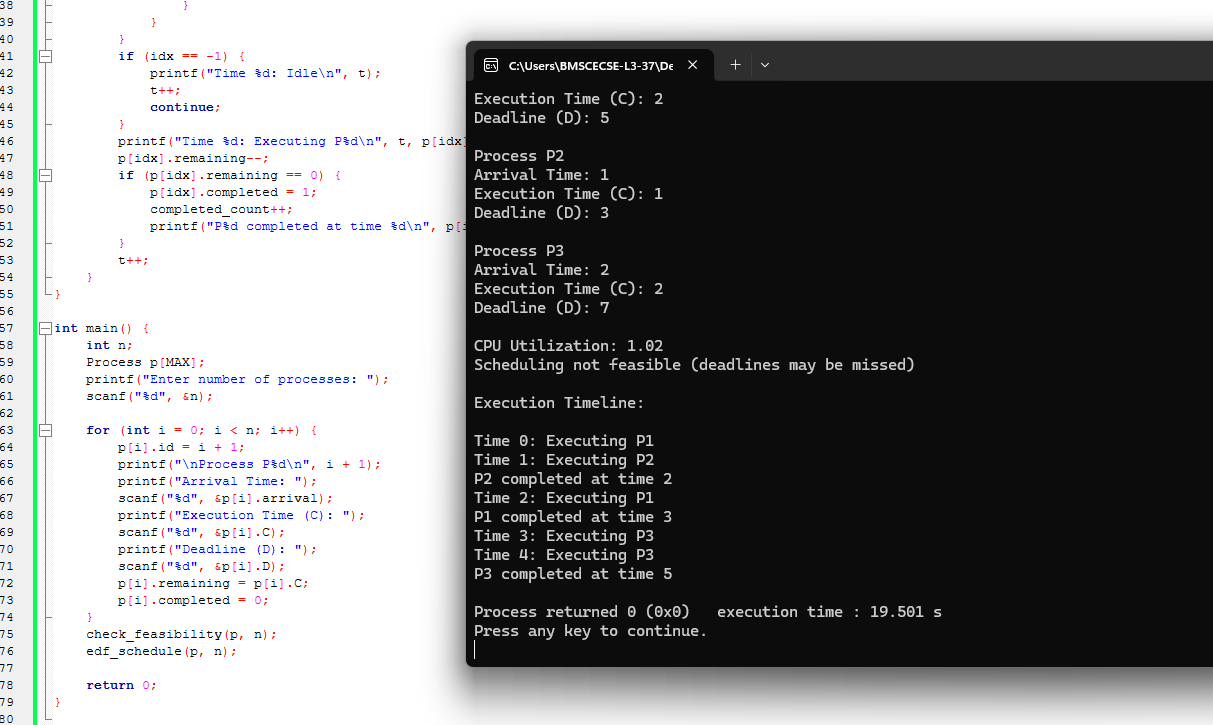 38 }
39 }
40 }
41 if (idx == -1) {
42 printf("Time %d: Idle\n", t);
43 t++;
44 continue;
45 }
46 printf("Time %d: Executing P%d\n", t, p[idx]
47 p[idx].remaining--;
48 if (p[idx].remaining == 0) {
49 p[idx].completed = 1;
50 completed_count++;
51 printf("P%d completed at time %d\n", p[i
52 }
53 t++;
54 }
55 }
56
57 int main() {
58 int n;
59 Process p[MAX];
60 printf("Enter number of processes: ");
61 scanf("%d", &n);
62
63 for (int i = 0; i < n; i++) {
64 p[i].id = i + 1;
65 printf("\nProcess P%d\n", i + 1);
66 printf("Arrival Time: ");
67 scanf("%d", &p[i].arrival);
68 printf("Execution Time (C): ");
69 scanf("%d", &p[i].C);
70 printf("Deadline (D): ");
71 scanf("%d", &p[i].D);
72 p[i].remaining = p[i].C;
73 p[i].completed = 0;
74 }
75 check_feasibility(p, n);
76 edf_schedule(p, n);
77
78 return 0;
79 }
80
C:\Users\BMSCECSE-L3-37\De
Execution Time (C): 2
Deadline (D): 5
Process P2
Arrival Time: 1
Execution Time (C): 1
Deadline (D): 3
Process P3
Arrival Time: 2
Execution Time (C): 2
Deadline (D): 7
CPU Utilization: 1.02
Scheduling not feasible (deadlines may be missed)
Execution Timeline:
Time 0: Executing P1
Time 1: Executing P2
P2 completed at time 2
Time 2: Executing P1
P1 completed at time 3
Time 3: Executing P3
Time 4: Executing P3
P3 completed at time 5
Process returned 0 (0x0) execution time : 19.501 s
Press any key to continue.